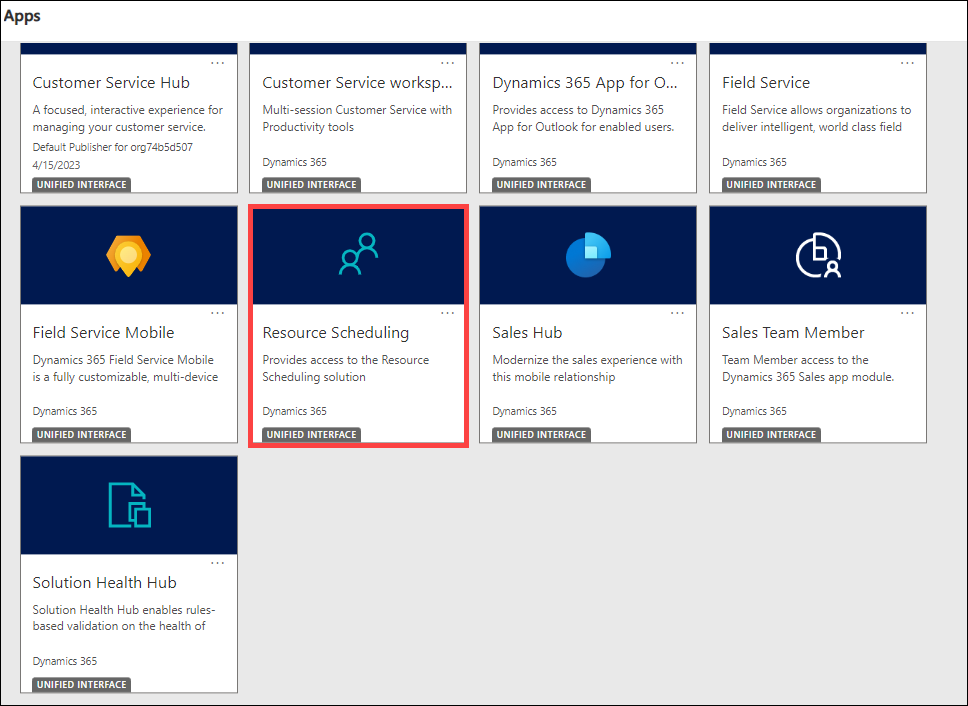 Apps
...
Customer Service Hub
A focused, interactive experience for
managing your customer service.
Default Publisher for org74b5d507
4/15/2023
UNIFIED INTERFACE
...
Customer Service worksp...
Multi-session Customer Service with
Productivity tools
Dynamics 365
UNIFIED INTERFACE
...
Dynamics 365 App for O...
Provides access to Dynamics 365
App for Outlook for enabled users.
Dynamics 365
UNIFIED INTERFACE
...
Field Service
Field Service allows organizations to
deliver intelligent, world class field
Dynamics 365
UNIFIED INTERFACE
...
Field Service Mobile
Dynamics 365 Field Service Mobile
is a fully customizable, multi-device
Dynamics 365
UNIFIED INTERFACE
...
Resource Scheduling
Provides access to the Resource
Scheduling solution
Dynamics 365
UNIFIED INTERFACE
...
Sales Hub
Modernize the sales experience with
this mobile relationship
Dynamics 365
UNIFIED INTERFACE
...
Sales Team Member
Team Member access to the
Dynamics 365 Sales app module.
Dynamics 365
UNIFIED INTERFACE
...
Solution Health Hub
Solution Health Hub enables rules-
based validation on the health of
Dynamics 365
UNIFIED INTERFACE